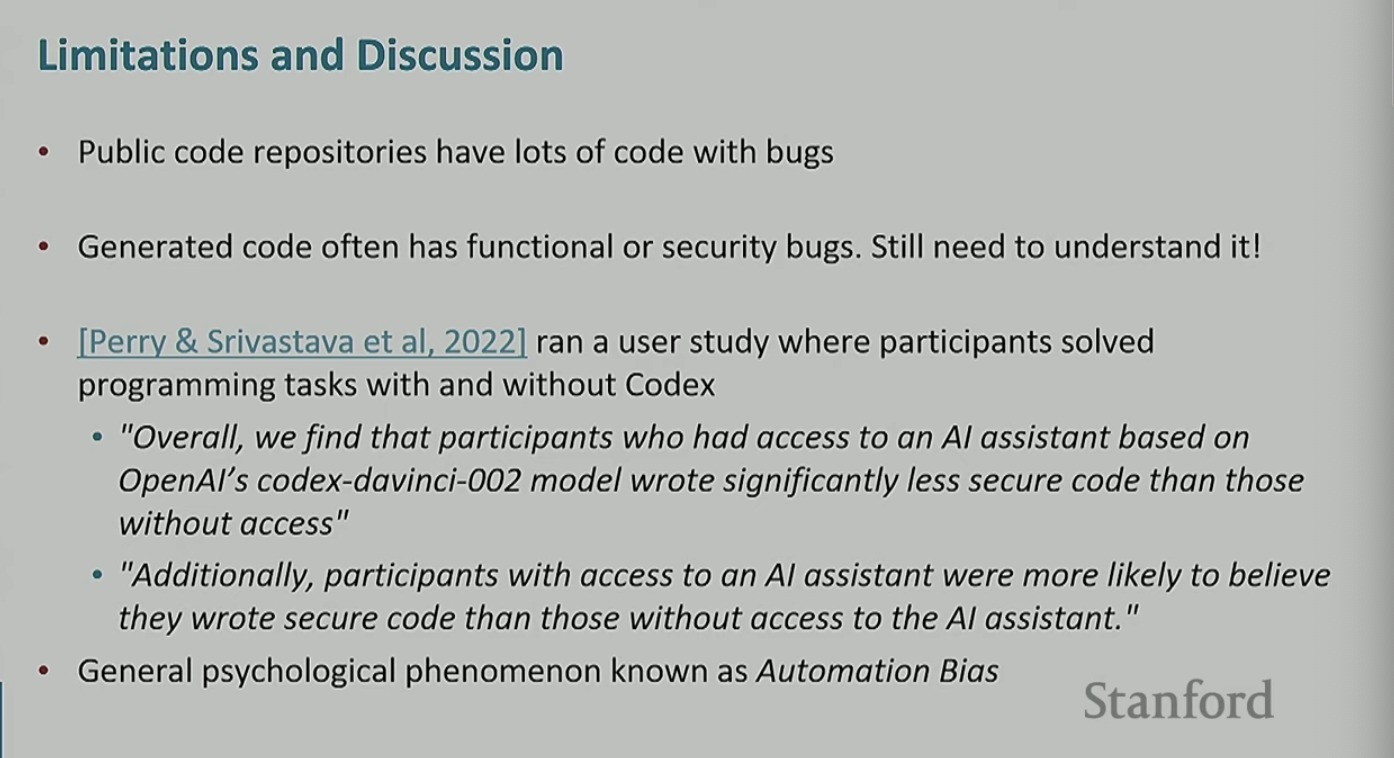 Limitations and Discussion
• Public code repositories have lots of code with bugs
• Generated code often has functional or security bugs. Still need to understand it!
• [Perry & Srivastava et al, 2022] ran a user study where participants solved
programming tasks with and without Codex
• "Overall, we find that participants who had access to an AI assistant based on
OpenAI’s codex-davinci-002 model wrote significantly less secure code than those
without access"
• "Additionally, participants with access to an AI assistant were more likely to believe
they wrote secure code than those without access to the AI assistant."
• General psychological phenomenon known as Automation Bias
Stanford